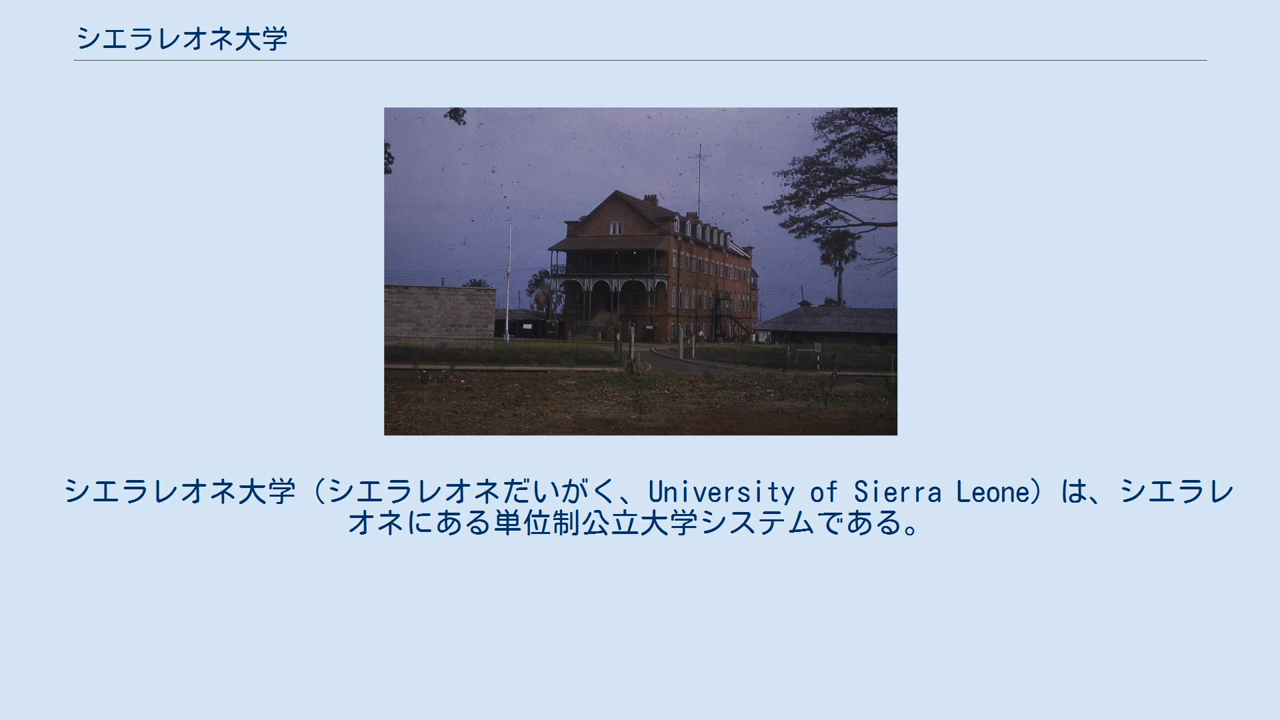 シエラレオネ大学
シエラレオネ大学（シエラレオネだいがく、University of Sierra Leone）は、シエラレ
オネにある単位制公立大学システムである。